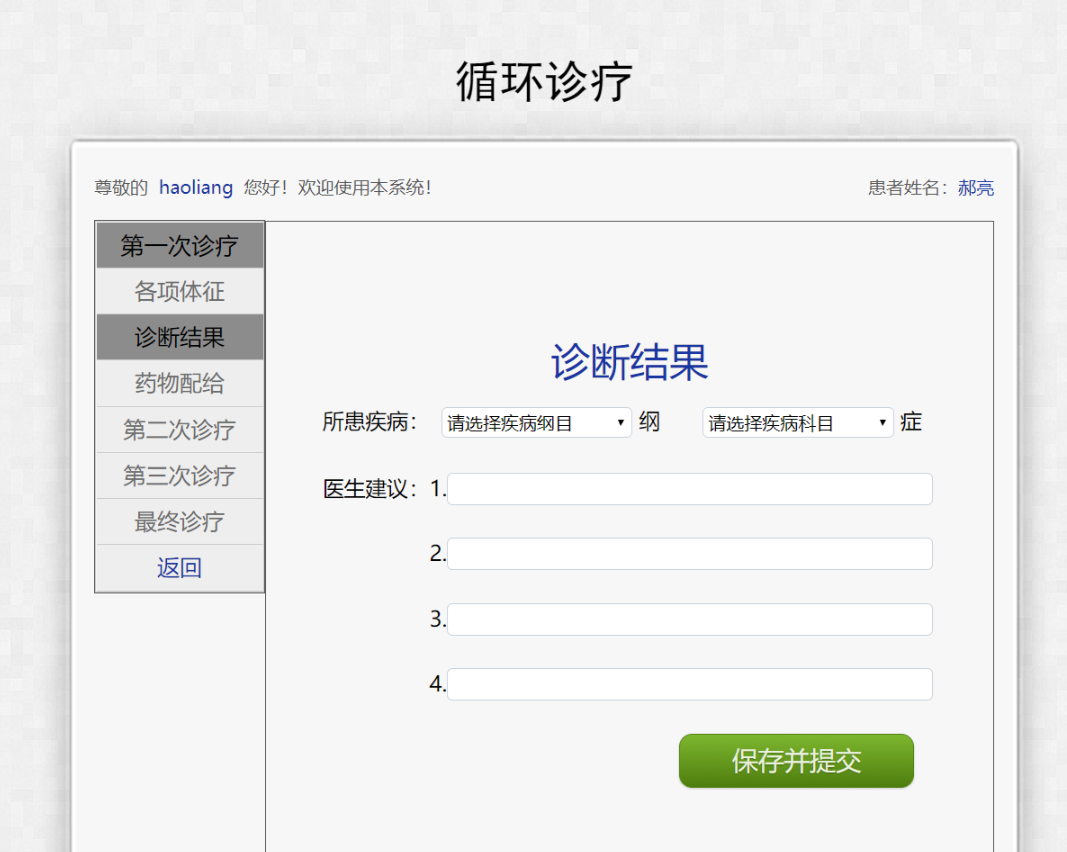 循环诊疗
尊敬的 haoliang 您好！欢迎使用本系统！ 患者姓名：郝亮
第一次诊疗
各项体征
诊断结果
药物配给
第二次诊疗
第三次诊疗
最终诊疗
返回
诊断结果
所患疾病： 请选择疾病纲目 纲 请选择疾病科目 症
医生建议：1.
2.
3.
4.
保存并提交